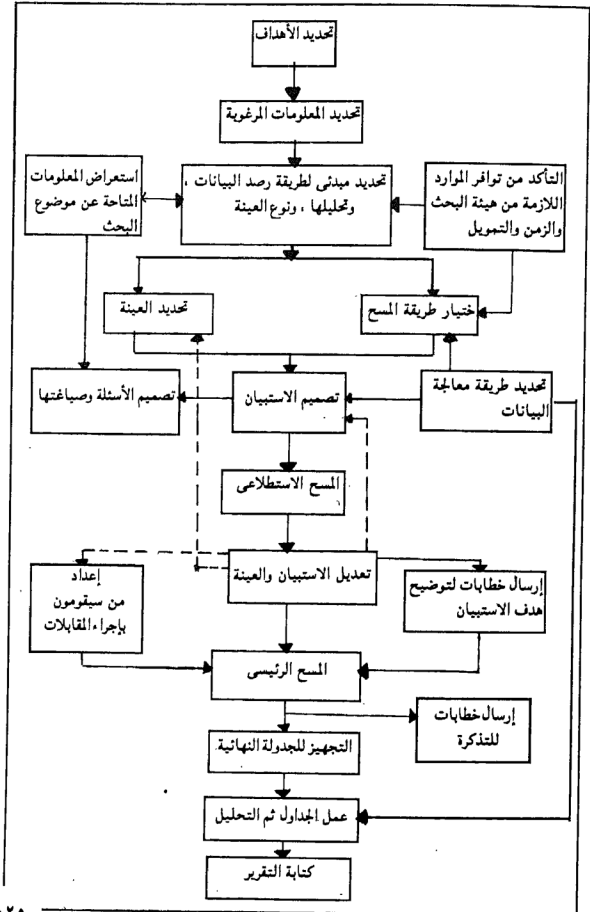 تحديد الأهداف
تحديد المعلومات المرغوبة
استعراض المعلومات
المتاحة عن موضوع
البحث
تحديد مبدئى لطريقة رصد البيانات ،
وتحليلها ، ونوع العينة
التأكد من توافر الموارد
اللازمة من هيئة البحث
والزمن والتمويل
تحديد العينة
ختيار طريقة المسح
تصميم الأسئلة وصياغتها
تصميم الاستبيان
تحديد طريقة معالجة
البيانات
المسح الاستطلاعى
إعداد
من سيقومون
بإجراء المقابلات
تعديل الاستبيان والعينة
إرسال خطابات لتوضيح
هدف الاستبيان
المسح الرئيسى
إرسال خطابات
للتذكرة
التجهيز للجدولة النهائية
عمل الجداول ثم التحليل
كتابة التقرير